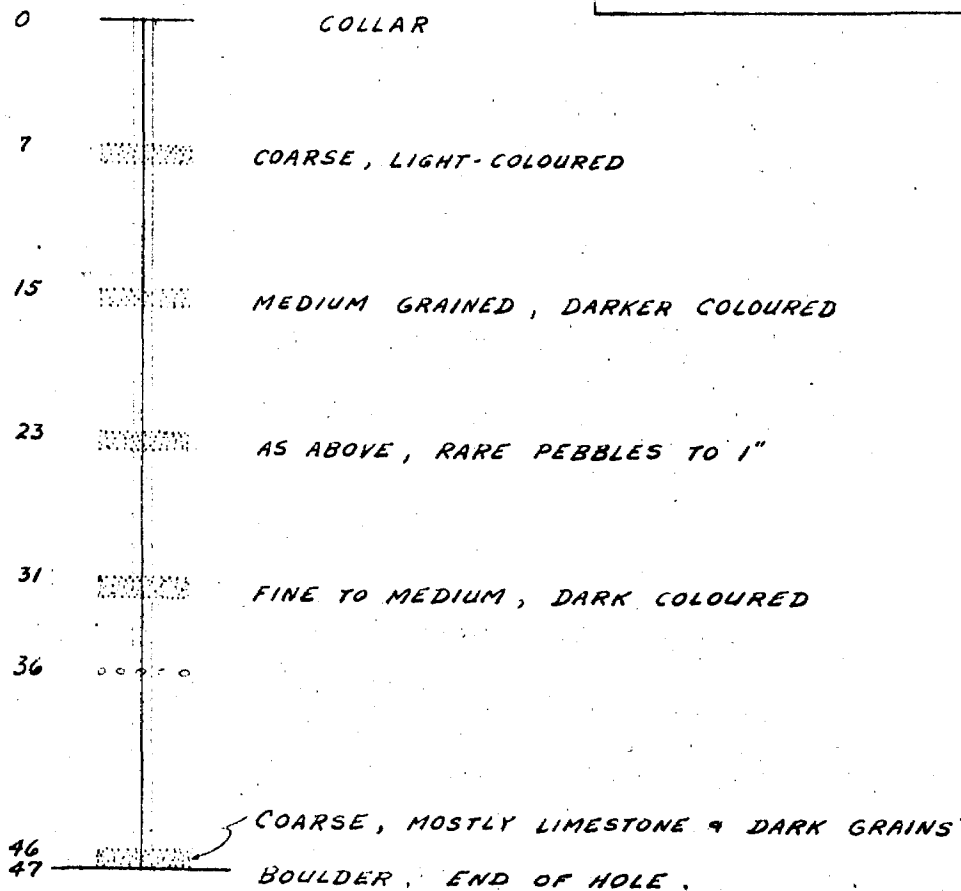 0 COLLAR
7 COARSE, LIGHT-COLOURED
15 MEDIUM GRAINED, DARKER COLOURED
23 AS ABOVE, RARE PEBBLES TO 1"
31 FINE TO MEDIUM, DARK COLOURED
36
46 COARSE, MOSTLY LIMESTONE & DARK GRAINS
47 BOULDER, END OF HOLE.